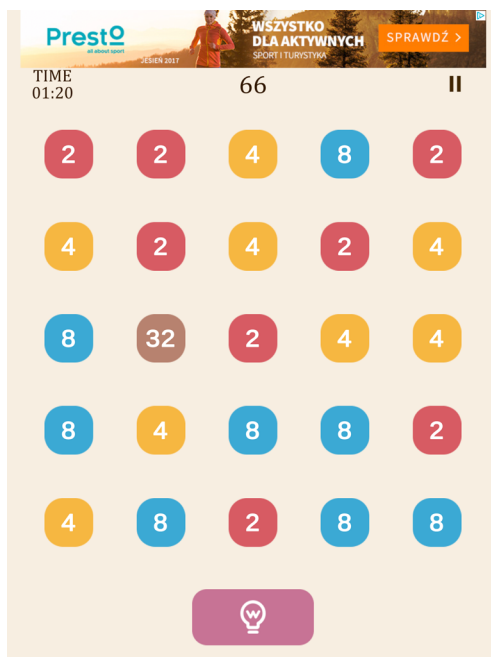 Prestο
all about sport
JESIEŃ 2017
WSZYSTKO
DLA AKTYWNYCH
SPORT I TURYSTYKA
SPRAWDŹ >
TIME
01:20
66
2 2 4 8 2
4 2 4 2 4
8 32 2 4 4
8 4 8 8 2
4 8 2 8 8
W